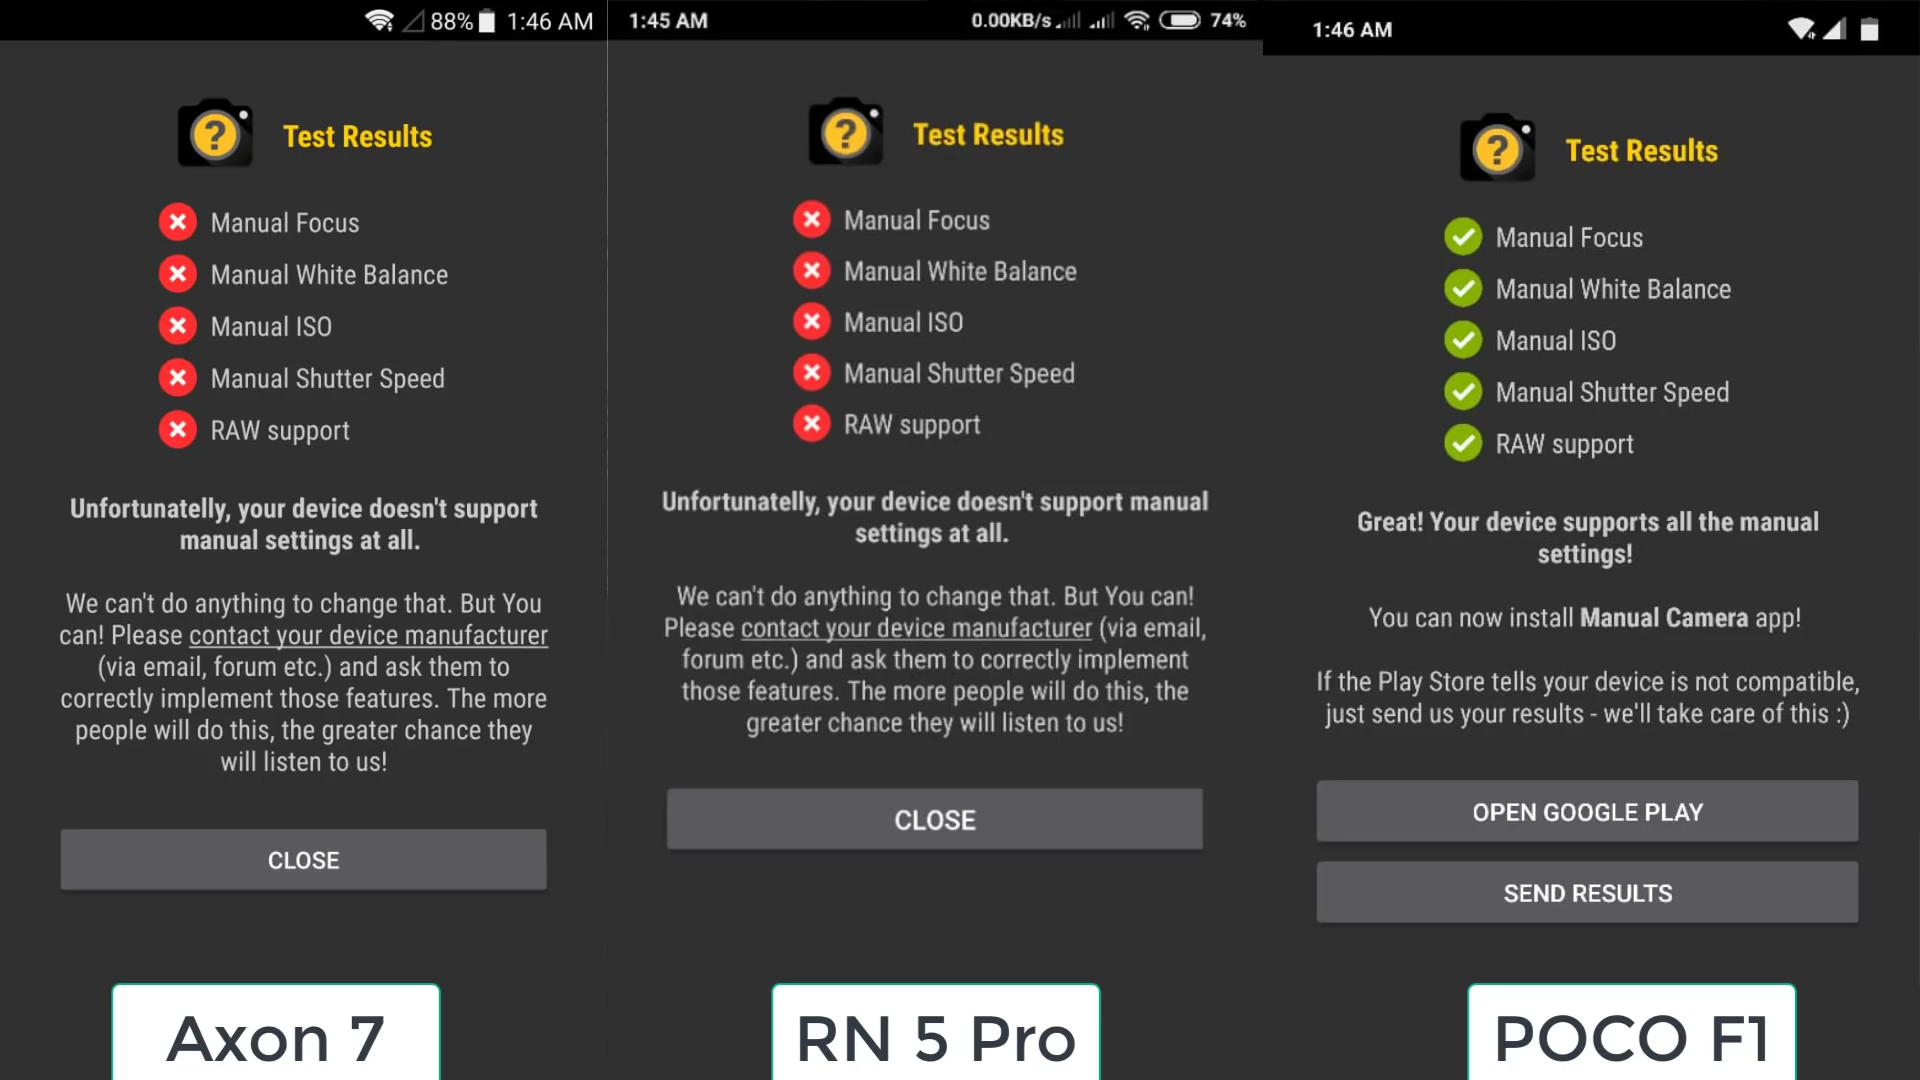 88% 1:46 AM
Test Results
Manual Focus
Manual White Balance
Manual ISO
Manual Shutter Speed
RAW support
Unfortunatelly, your device doesn't support
manual settings at all.
We can't do anything to change that. But You
can! Please contact your device manufacturer
(via email, forum etc.) and ask them to
correctly implement those features. The more
people will do this, the greater chance they
will listen to us!
CLOSE
Axon 7
1:45 AM 0.00KB/s 74%
Test Results
Manual Focus
Manual White Balance
Manual ISO
Manual Shutter Speed
RAW support
Unfortunatelly, your device doesn't support manual
settings at all.
We can't do anything to change that. But You can!
Please contact your device manufacturer (via email,
forum etc.) and ask them to correctly implement
those features. The more people will do this, the
greater chance they will listen to us!
CLOSE
RN 5 Pro
1:46 AM
Test Results
Manual Focus
Manual White Balance
Manual ISO
Manual Shutter Speed
RAW support
Great! Your device supports all the manual
settings!
You can now install Manual Camera app!
If the Play Store tells your device is not compatible,
just send us your results - we'll take care of this :)
OPEN GOOGLE PLAY
SEND RESULTS
POCO F1